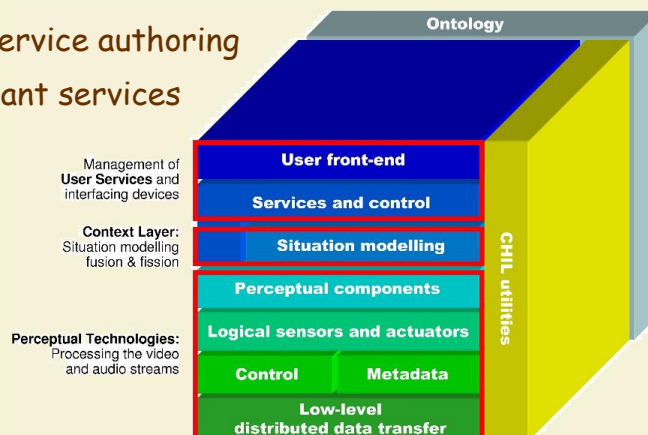 ervice authoring
ant services
Ontology
User front-end
Management of
User Services and
interfacing devices
Services and control
Context Layer:
Situation modelling
fusion & fission
Situation modelling
CHIL utilities
Perceptual components
Logical sensors and actuators
Perceptual Technologies:
Processing the video
and audio streams
Control
Metadata
Low-level
distributed data transfer